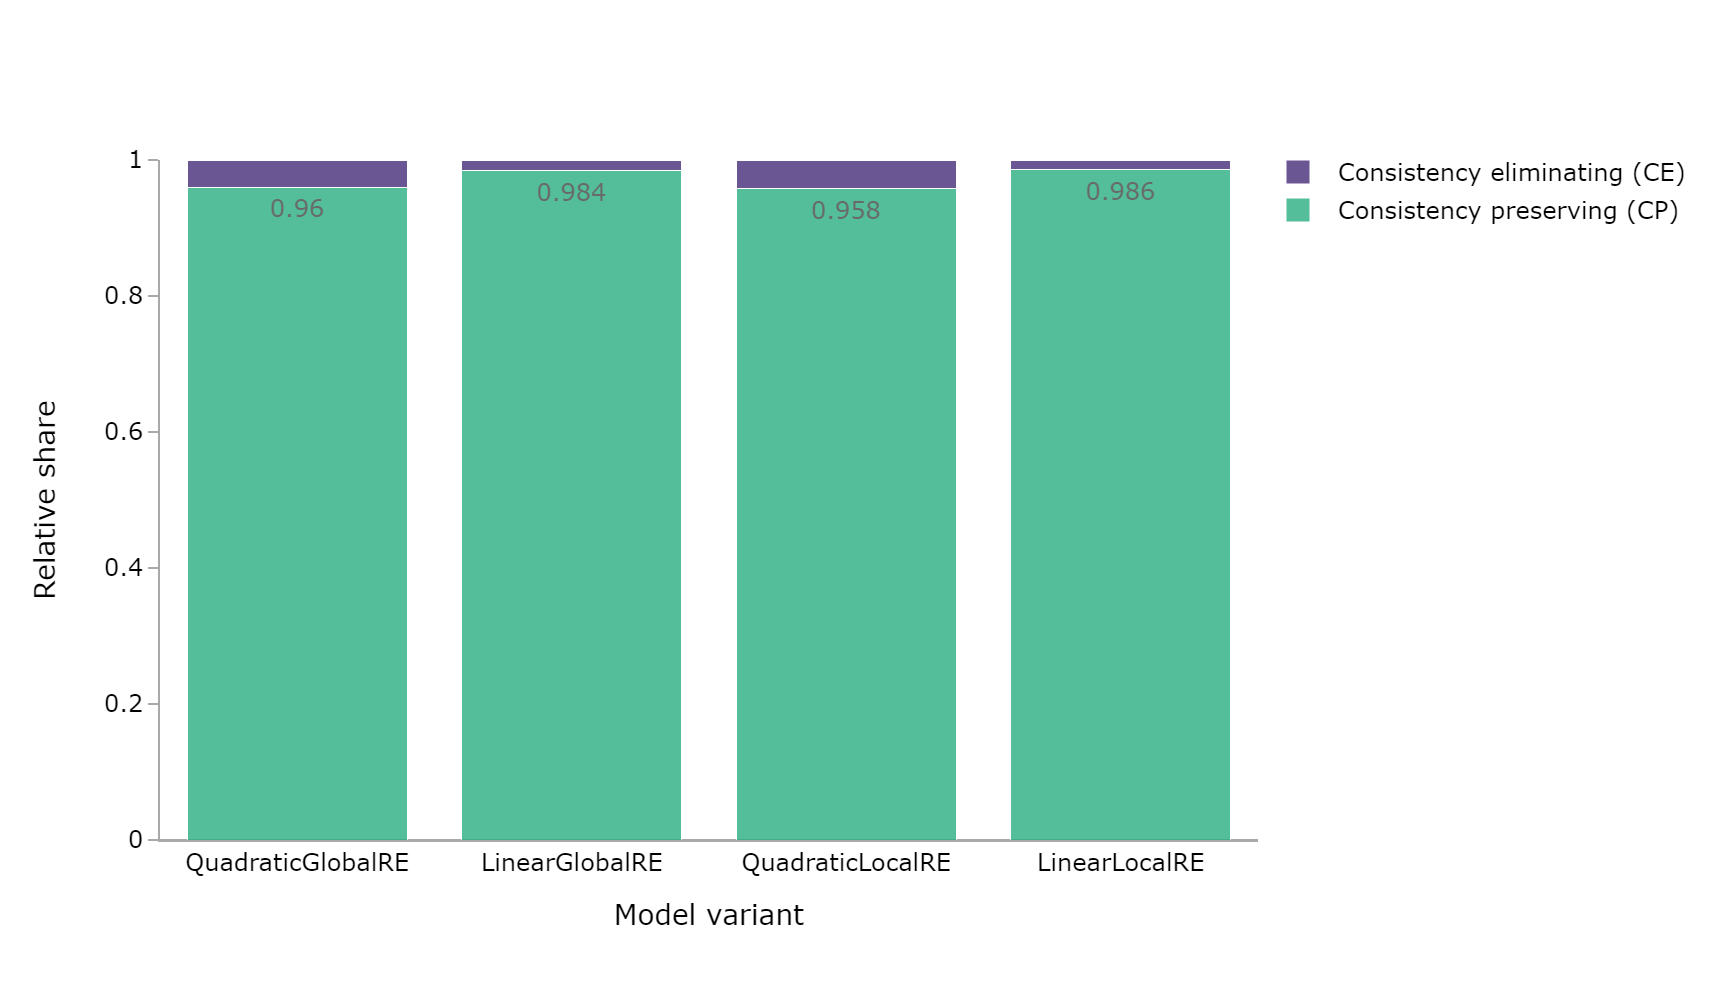 1
0.8
0.6
0.4
0.2
0
Relative share
0.96
0.984
0.958
0.986
QuadraticGlobalRE
LinearGlobalRE
QuadraticLocalRE
LinearLocalRE
Model variant
Consistency eliminating (CE)
Consistency preserving (CP)